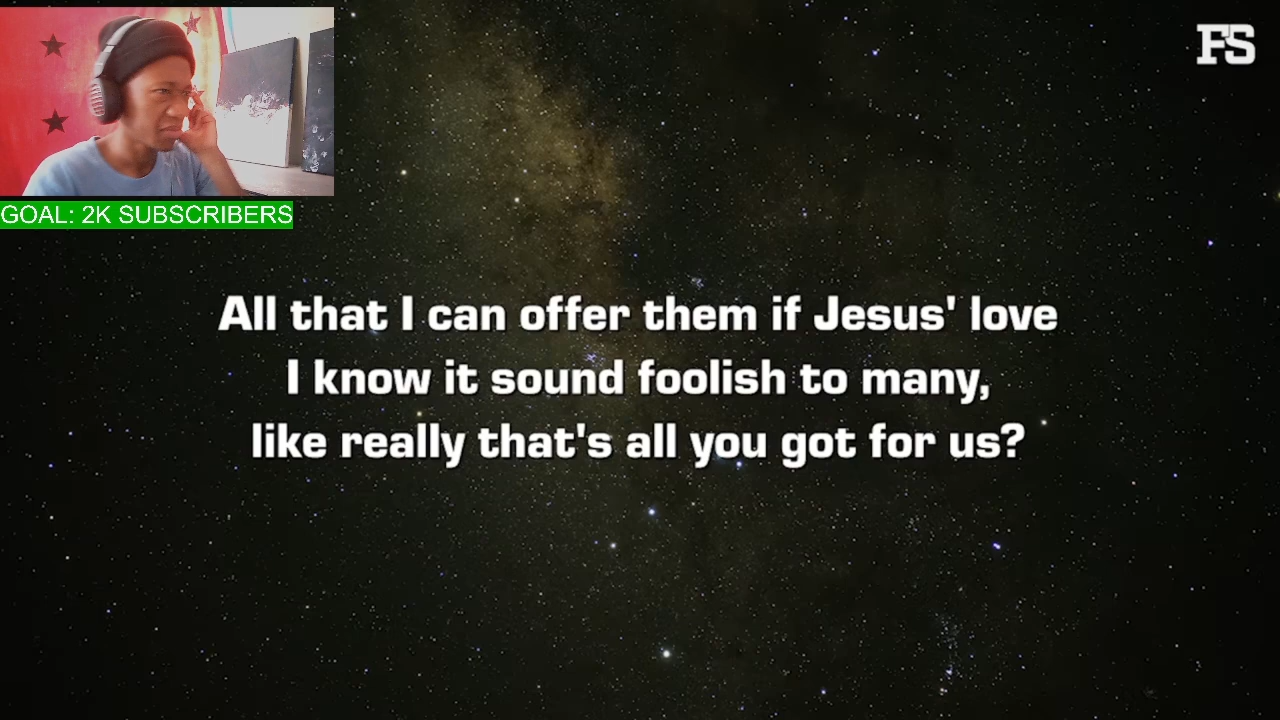 FS
GOAL: 2K SUBSCRIBERS
All that I can offer them if Jesus' love
I know it sound foolish to many,
like really that's all you got for us?